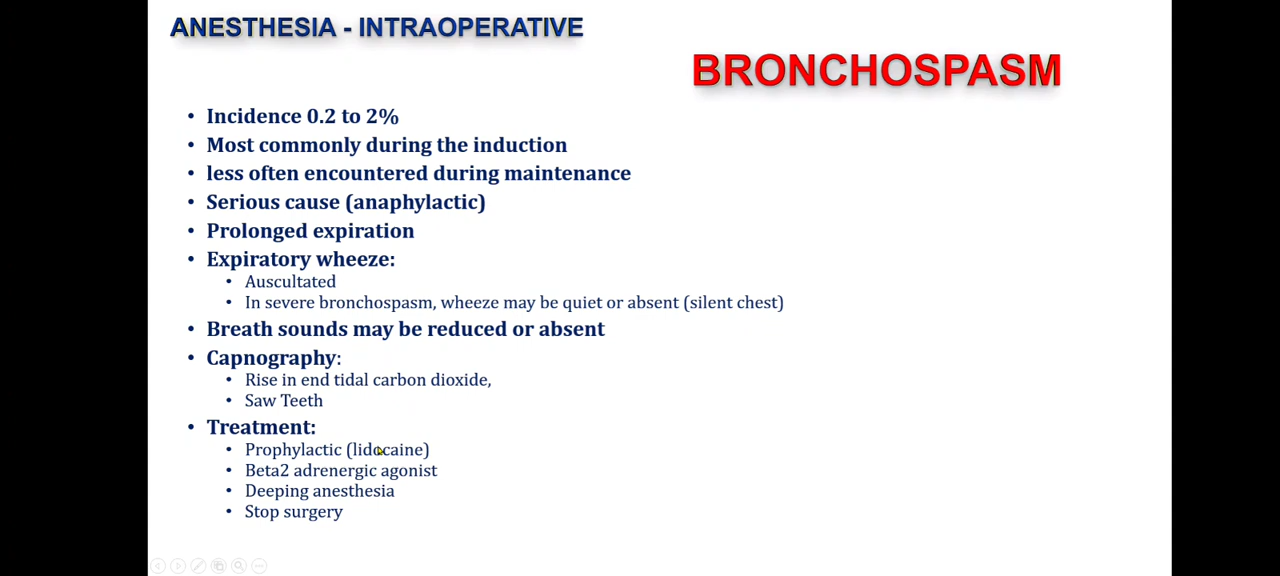 ANESTHESIA - INTRAOPERATIVE
BRONCHOSPASM
• Incidence 0.2 to 2%
• Most commonly during the induction
• less often encountered during maintenance
• Serious cause (anaphylactic)
• Prolonged expiration
• Expiratory wheeze:
• Auscultated
• In severe bronchospasm, wheeze may be quiet or absent (silent chest)
• Breath sounds may be reduced or absent
• Capnography:
• Rise in end tidal carbon dioxide,
• Saw Teeth
• Treatment:
• Prophylactic (lidocaine)
• Beta2 adrenergic agonist
• Deeping anesthesia
• Stop surgery